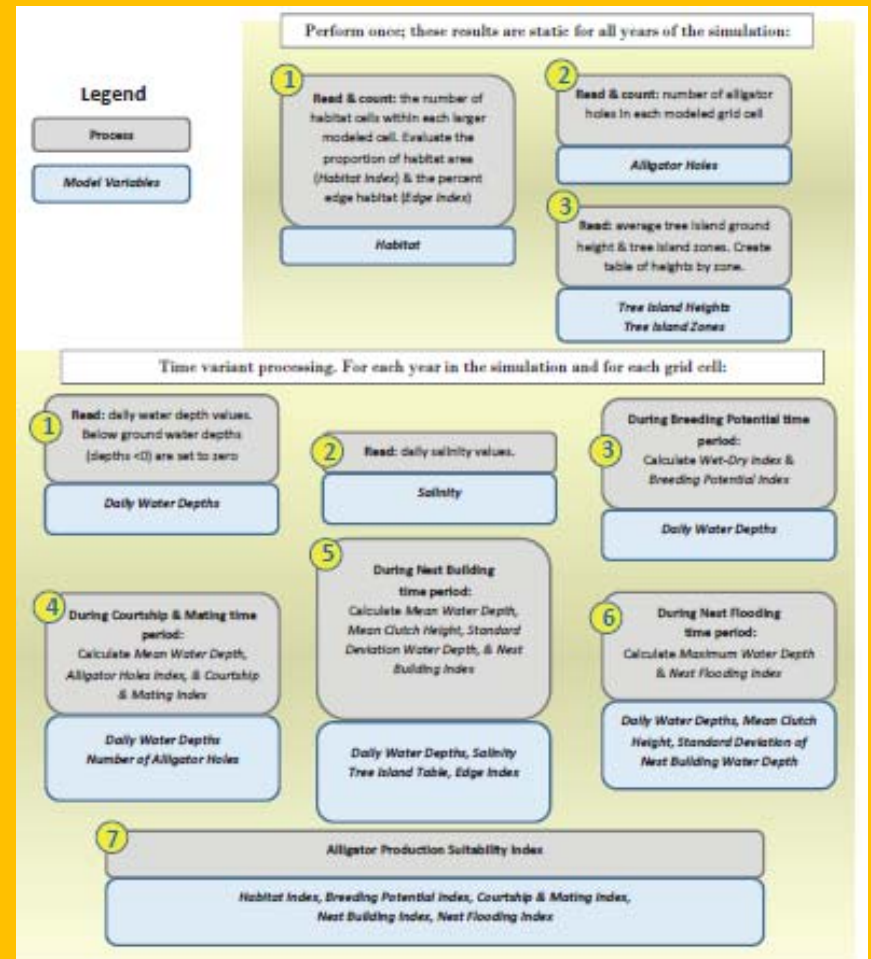 Perform once; these results are static for all years of the simulation:
Legend
Process
Model Variables
1
Read & count: the number of
habitat cells within each larger
modeled cell. Evaluate the
proportion of habitat area
(Habitat Index) & the percent
edge habitat (Edge Index)
Habitat
2
Read & count: number of alligator
holes in each modeled grid cell
Alligator Holes
3
Read: average tree island ground
height & tree island zones. Create
table of heights by zone.
Tree Island Heights
Tree Island Zones
Time variant processing. For each year in the simulation and for each grid cell:
1
Read: daily water depth values.
Below ground water depths
(depths <0) are set to zero
Daily Water Depths
2
Read: daily salinity values.
Salinity
3
During Breeding Potential time
period:
Calculate Wet-Dry Index &
Breeding Potential Index
Daily Water Depths
4
During Courtship & Mating time
period:
Calculate Mean Water Depth,
Alligator Holes Index, & Courtship
& Mating Index
Daily Water Depths
Number of Alligator Holes
5
During Nest Building
time period:
Calculate Mean Water Depth,
Mean Clutch Height, Standard
Deviation Water Depth, & Nest
Building Index
Daily Water Depths, Salinity
Tree Island Table, Edge Index
6
During Nest Flooding
time period:
Calculate Maximum Water Depth
& Nest Flooding Index
Daily Water Depths, Mean Clutch
Height, Standard Deviation of
Nest Building Water Depth
7
Alligator Production Suitability Index
Habitat Index, Breeding Potential Index, Courtship & Mating Index,
Nest Building Index, Nest Flooding Index